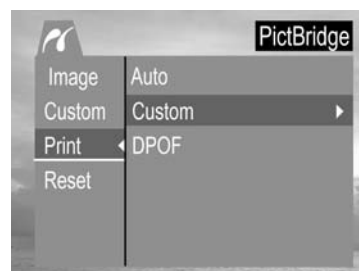 PictBridge
Image
Custom
Print
Reset
Auto
Custom
DPOF